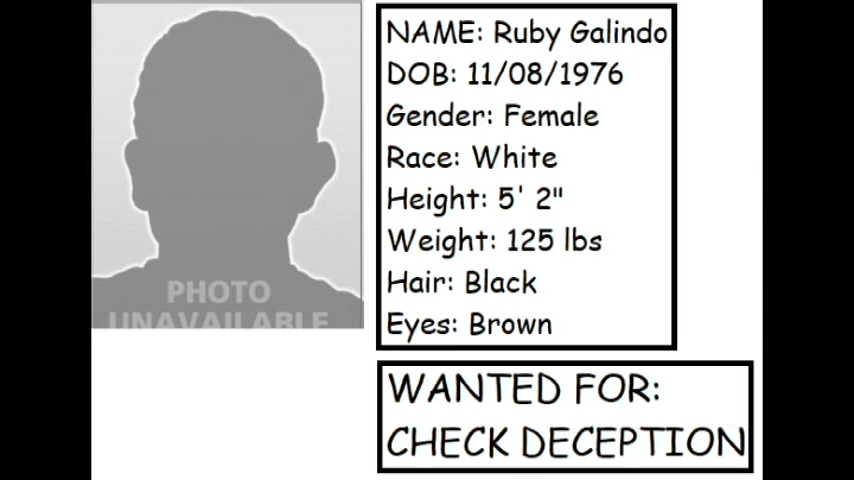 NAME: Ruby Galindo
DOB: 11/08/1976
Gender: Female
Race: White
Height: 5' 2"
Weight: 125 lbs
Hair: Black
Eyes: Brown
PHOTO
UNAVAILABLE
WANTED FOR:
CHECK DECEPTION